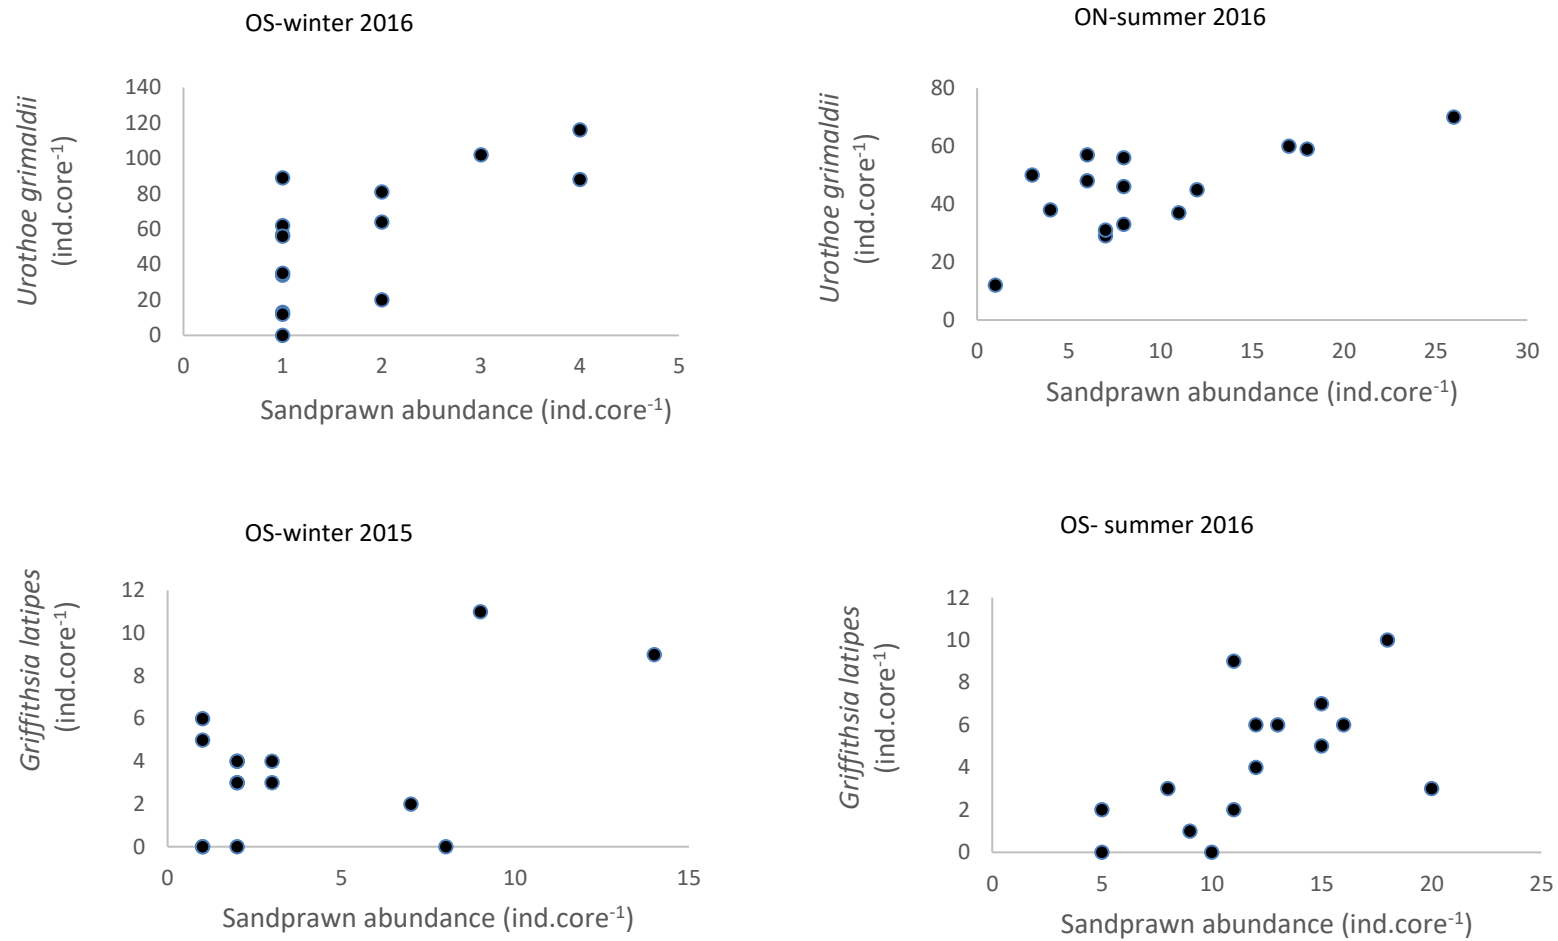 OS-winter 2016
Urothoe grimaldii
(ind.core⁻¹)
140
120
100
80
60
40
20
0
0 1 2 3 4 5
Sandprawn abundance (ind.core⁻¹)
ON-summer 2016
Urothoe grimaldii
(ind.core⁻¹)
80
60
40
20
0
0 5 10 15 20 25 30
Sandprawn abundance (ind.core⁻¹)
OS-winter 2015
Griffithsia latipes
(ind.core⁻¹)
12
10
8
6
4
2
0
0 5 10 15
Sandprawn abundance (ind.core⁻¹)
OS- summer 2016
Griffithsia latipes
(ind.core⁻¹)
12
10
8
6
4
2
0
0 5 10 15 20 25
Sandprawn abundance (ind.core⁻¹)